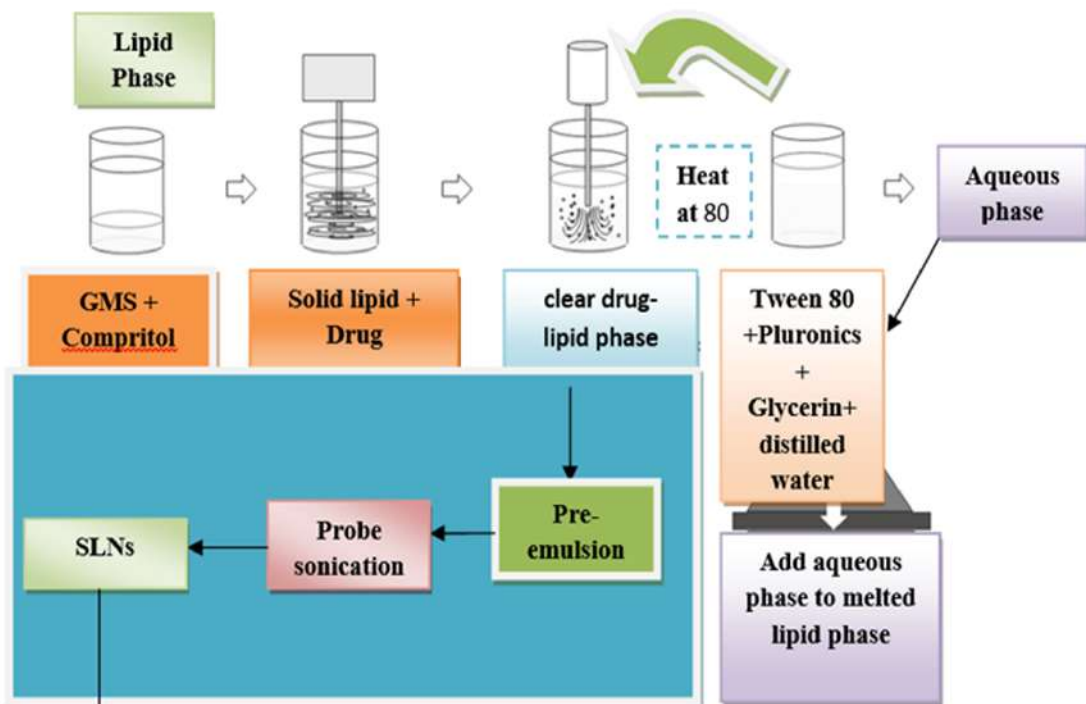 Lipid
Phase
Heat
at 80
Aqueous
phase
GMS +
Compritol
Solid lipid +
Drug
clear drug-
lipid phase
Tween 80
+Pluronics
+
Glycerin+
distilled
water
Pre-
emulsion
Probe
sonication
SLNs
Add aqueous
phase to melted
lipid phase